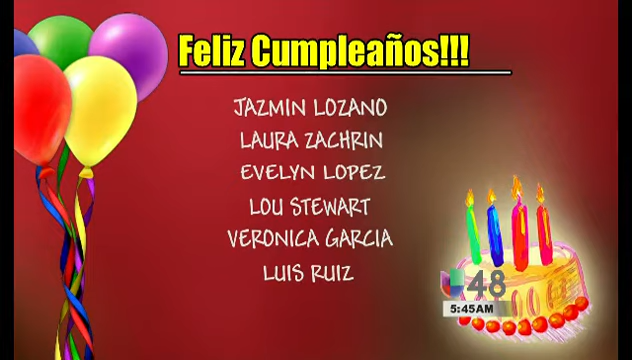 Feliz Cumpleaños!!!
JAZMIN LOZANO
LAURA ZACHRIN
EVELYN LOPEZ
LOU STEWART
VERONICA GARCIA
LUIS RUIZ
48
5:45AM